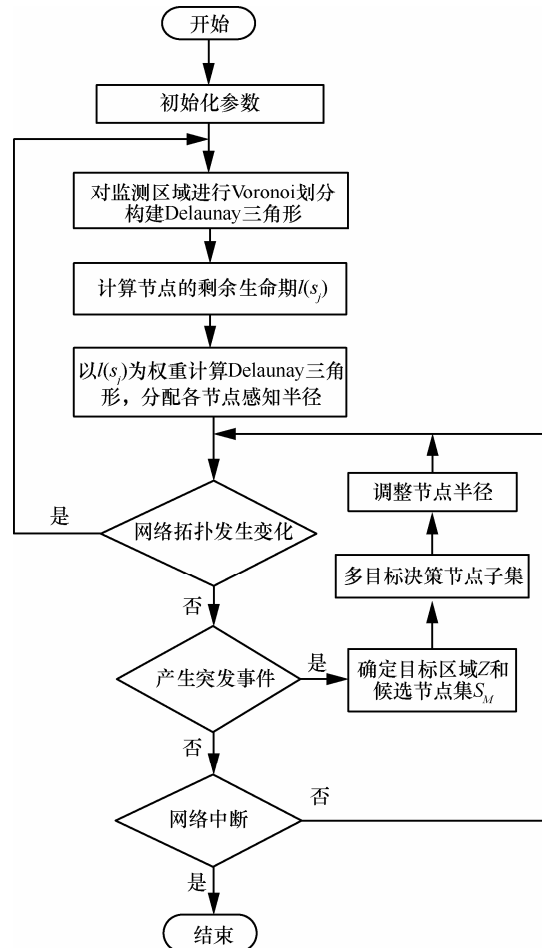 开始
初始化参数
对监测区域进行Voronoi划分
构建Delaunay三角形
计算节点的剩余生命期l(s_j)
以l(s_j)为权重计算Delaunay三角
形，分配各节点感知半径
调整节点半径
是
网络拓扑发生变化
多目标决策节点子集
否
是
产生突发事件
确定目标区域Z和
候选节点集S_M
否
否
网络中断
是
结束